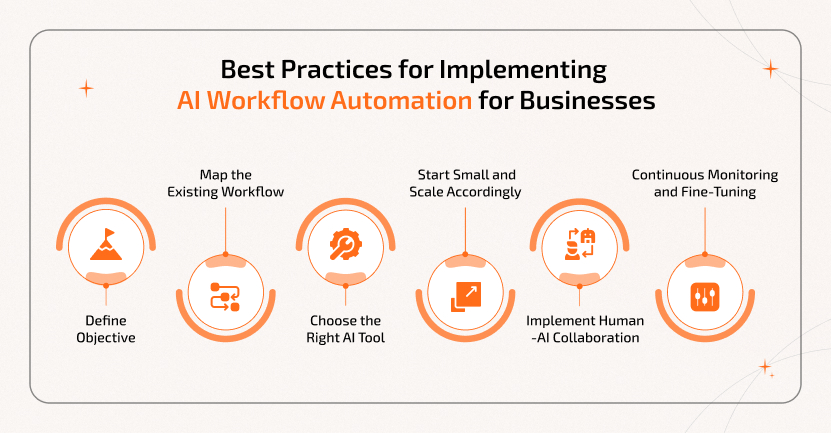 Best Practices for Implementing
AI Workflow Automation for Businesses
Define
Objective
Map the
Existing Workflow
Choose the
Right AI Tool
Start Small and
Scale Accordingly
Implement Human
-AI Collaboration
Continuous Monitoring
and Fine-Tuning